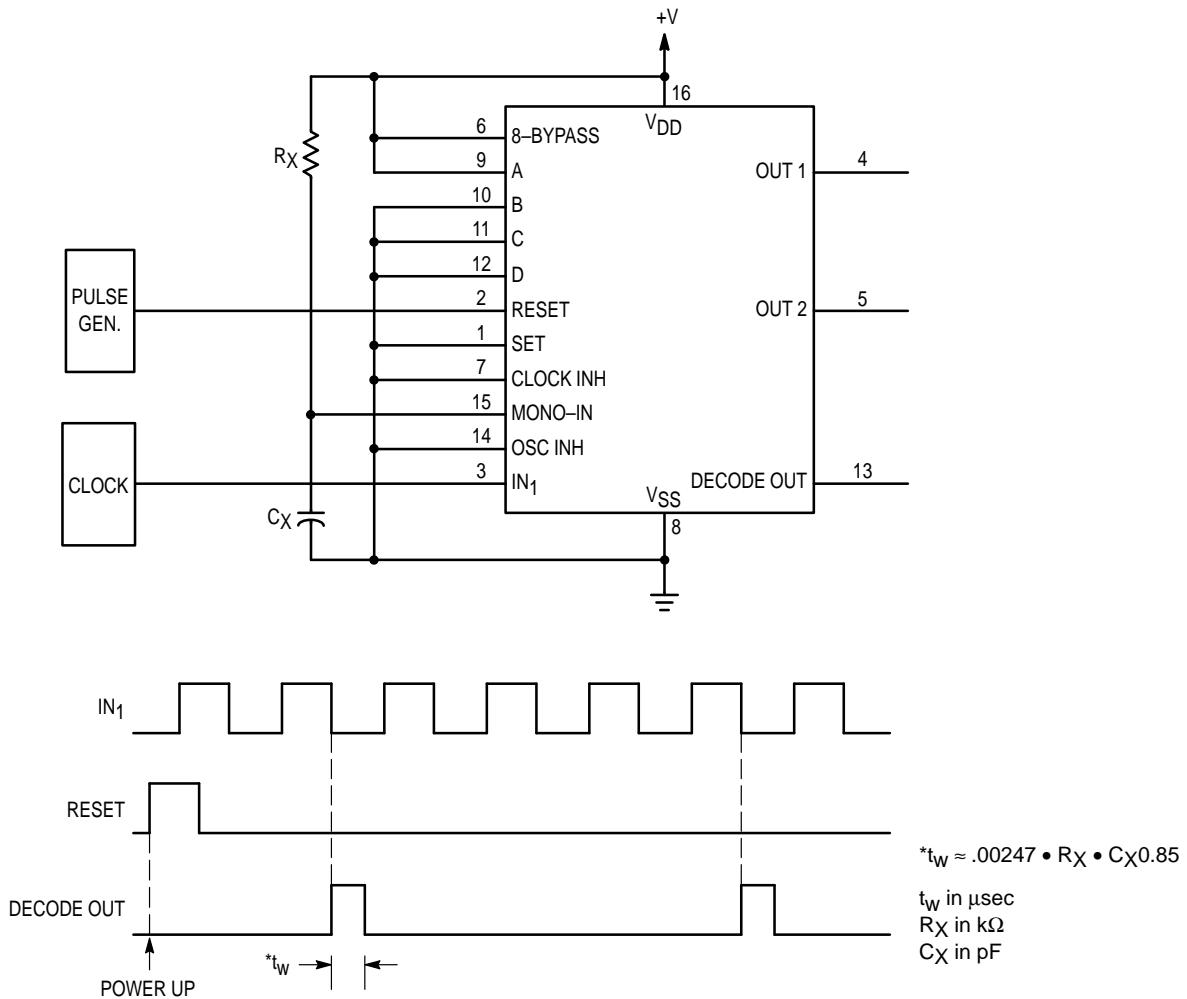 +V
16
VDD
6
8–BYPASS
RX
9
A
OUT 1
4
10
B
11
C
12
D
PULSE
GEN.
2
RESET
OUT 2
5
1
SET
7
CLOCK INH
15
MONO–IN
14
OSC INH
CLOCK
3
IN1
DECODE OUT
13
VSS
8
CX
IN1
RESET
*tw ≈ .00247 • RX • CX0.85
DECODE OUT
tw in μsec
RX in kΩ
CX in pF
*tw
POWER UP